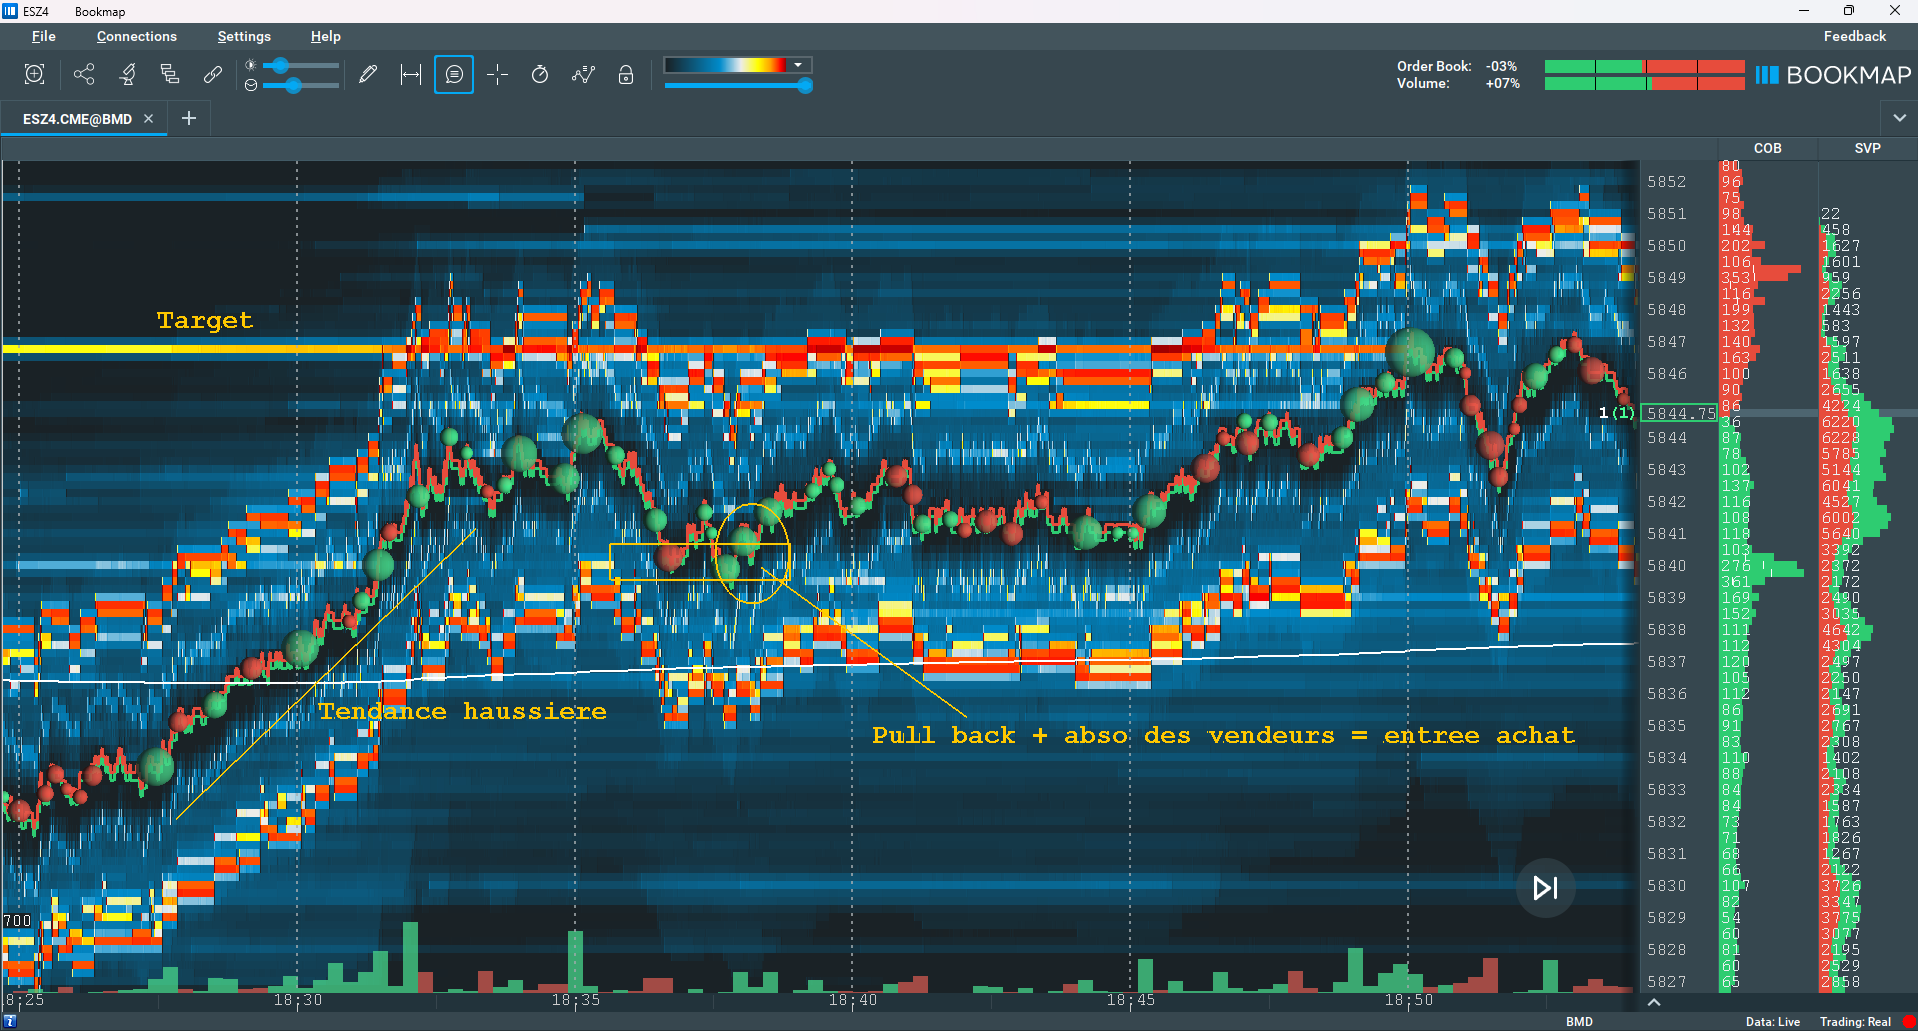 ESZ4 Bookmap
File Connections Settings Help Feedback
Order Book: -03%
Volume: +07%
BOOKMAP
ESZ4.CME@BMD
COB SVP
Target
Tendance haussiere
Pull back + abso des vendeurs = entree achat
80
5852 96
75
5851 98 22
144 458
5850 202 1627
106 1601
5849 353 959
116 2256
5848 199 1443
132 583
5847 140 1597
163 2511
5846 100 1638
90 2655
86 4224
1 (1) 5844.75
36 6220
5844 87 6228
78 5785
5843 102 5144
137 6041
5842 116 4527
108 6002
5841 118 5640
103 3392
5840 276 2372
361 2172
5839 169 2490
152 3035
5838 111 4642
112 4304
5837 120 2497
105 2250
5836 112 2147
86 2691
5835 91 2767
83 2308
5834 110 1402
88 2108
5833 84 2334
84 1587
5832 73 1763
71 1826
5831 68 1267
66 2122
5830 107 3726
82 3347
5829 54 3775
60 3077
5828 81 2195
60 2529
5827 65 2858
700
8:25 18:30 18:35 18:40 18:45 18:50
BMD Data: Live Trading: Real